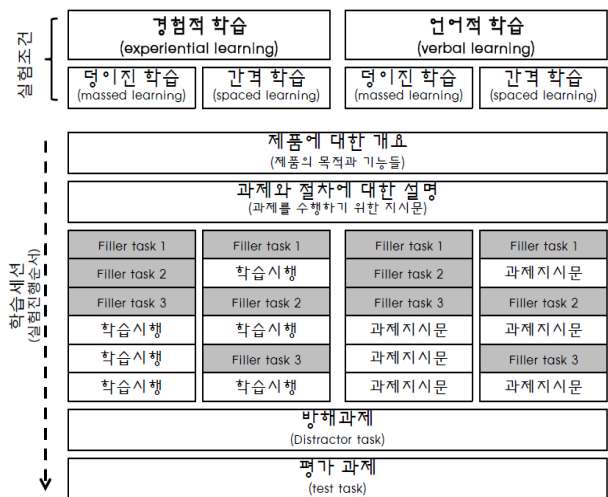 실험조건
경험적 학습
(experiential learning)
언어적 학습
(verbal learning)
덩이진 학습
(massed learning)
간격 학습
(spaced learning)
덩이진 학습
(massed learning)
간격 학습
(spaced learning)
학습세션
(실험진행순서)
제품에 대한 개요
(제품의 목적과 기능들)
과제와 절차에 대한 설명
(과제를 수행하기 위한 지시문)
Filler task 1
Filler task 2
Filler task 3
학습시행
학습시행
학습시행
Filler task 1
학습시행
Filler task 2
학습시행
Filler task 3
학습시행
Filler task 1
Filler task 2
Filler task 3
과제지시문
과제지시문
과제지시문
Filler task 1
과제지시문
Filler task 2
과제지시문
Filler task 3
과제지시문
방해과제
(Distractor task)
평가 과제
(test task)